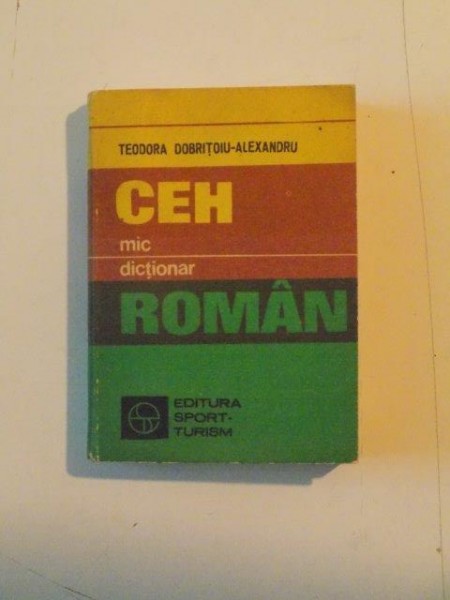 TEODORA DOBRIȚOIU-ALEXANDRU
CEH
mic
dicționar
ROMÂN
EDITURA
SPORT-
TURISM